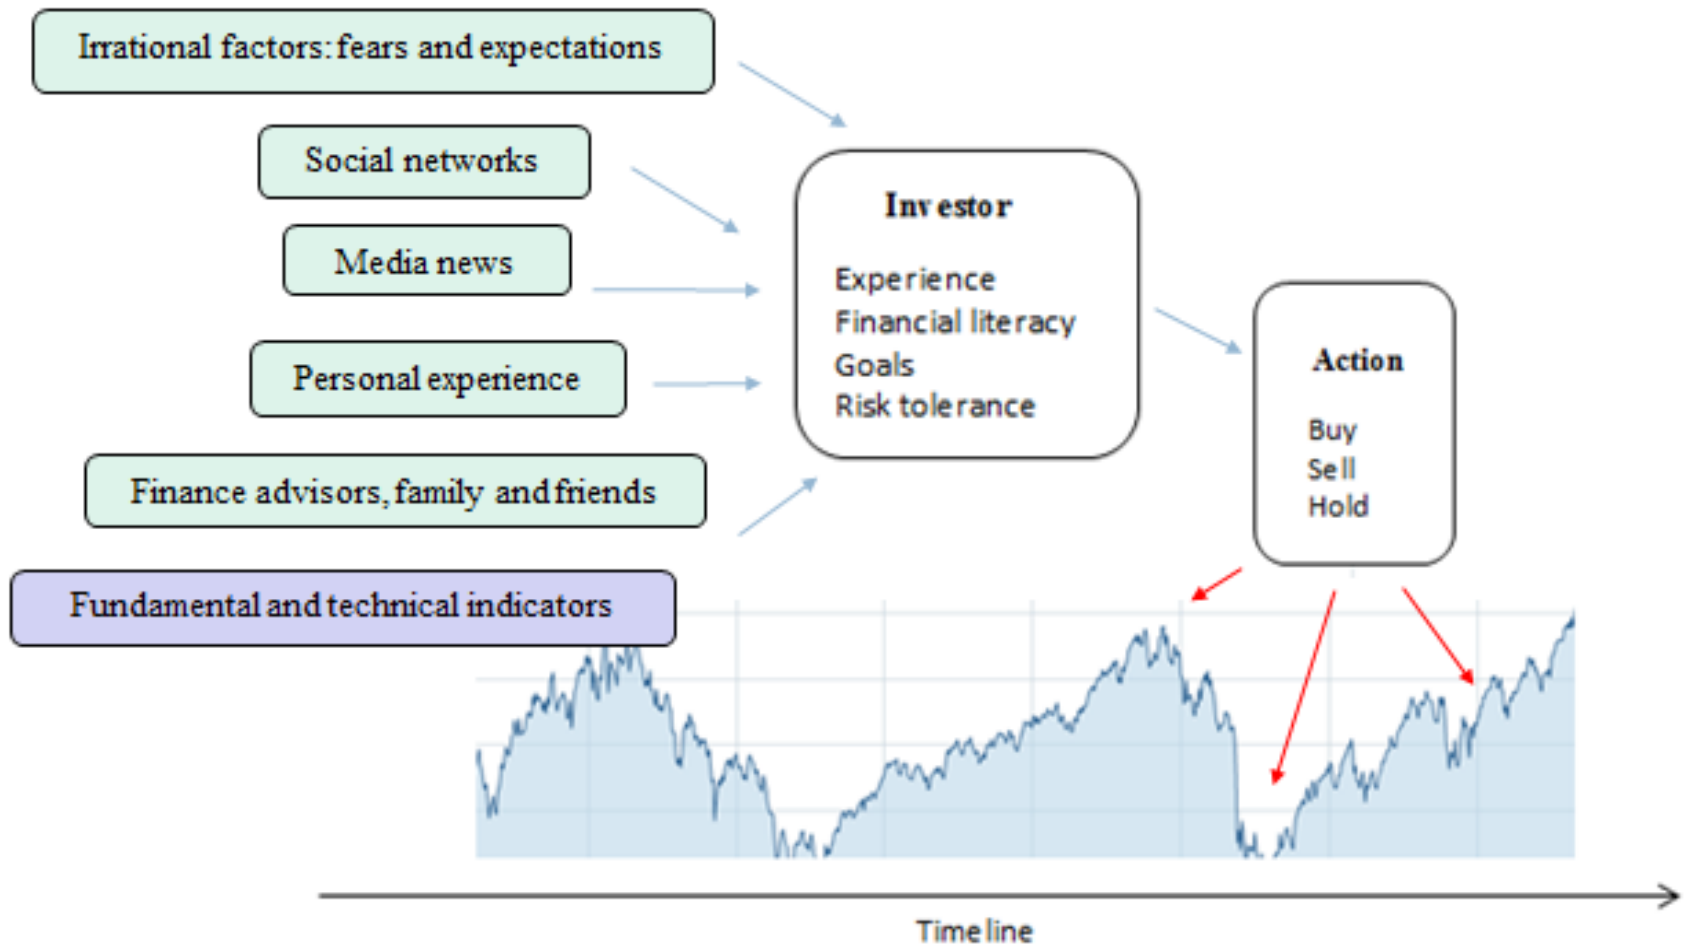 Irrational factors: fears and expectations
Social networks
Media news
Personal experience
Finance advisors, family and friends
Fundamental and technical indicators
Investor
Experience
Financial literacy
Goals
Risk tolerance
Action
Buy
Sell
Hold
Timeline